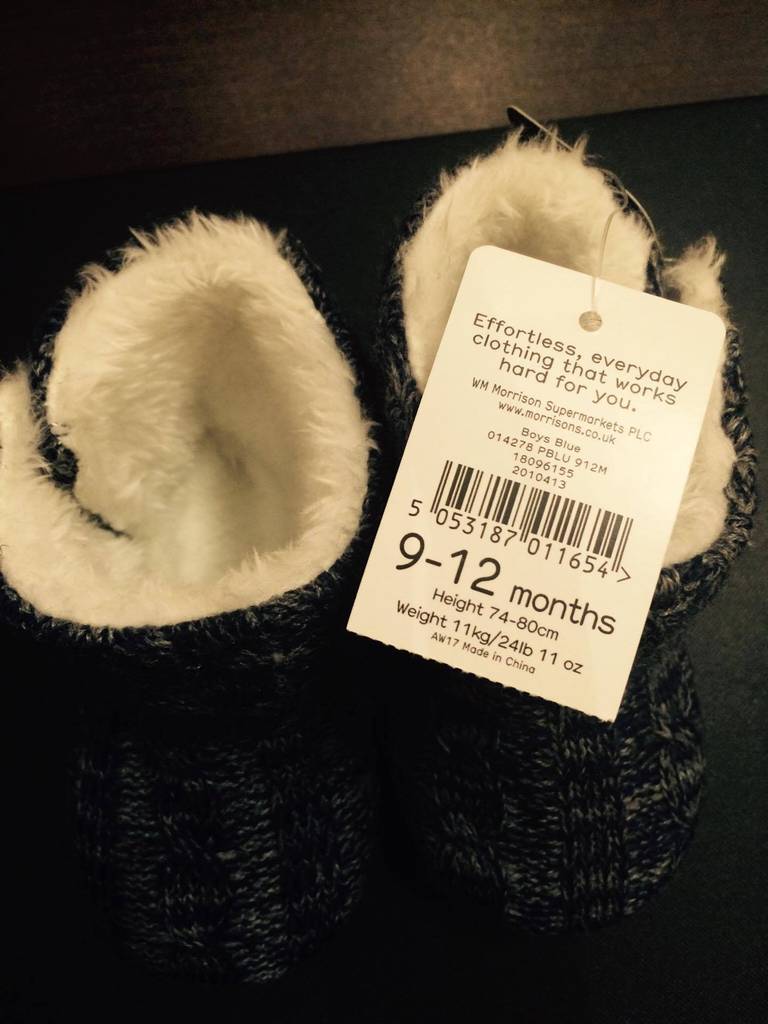 Effortless, everyday
clothing that works
hard for you.
WM Morrison Supermarkets PLC
www.morrisons.co.uk
Boys Blue
014278 PBLU 912M
18096155
2010413
5 053187 011654 >
9-12 months
Height 74-80cm
Weight 11kg/24lb 11 oz
AW17 Made in China